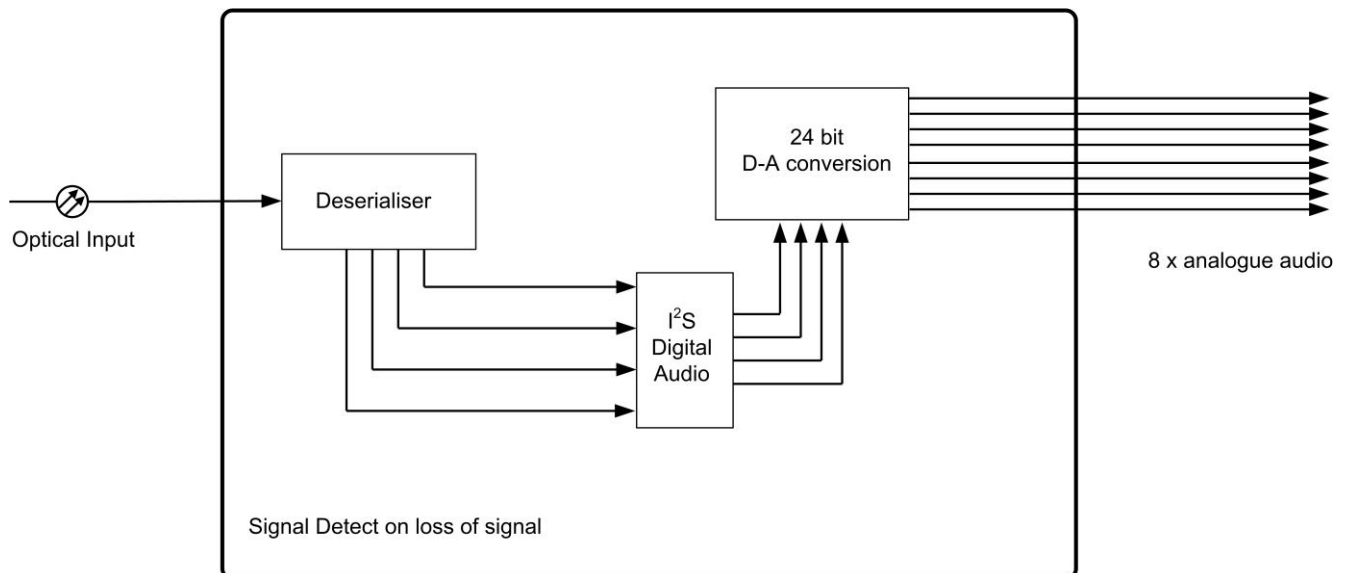 24 bit
D-A conversion
Deserialiser
Optical Input
8 x analogue audio
I²S
Digital
Audio
Signal Detect on loss of signal